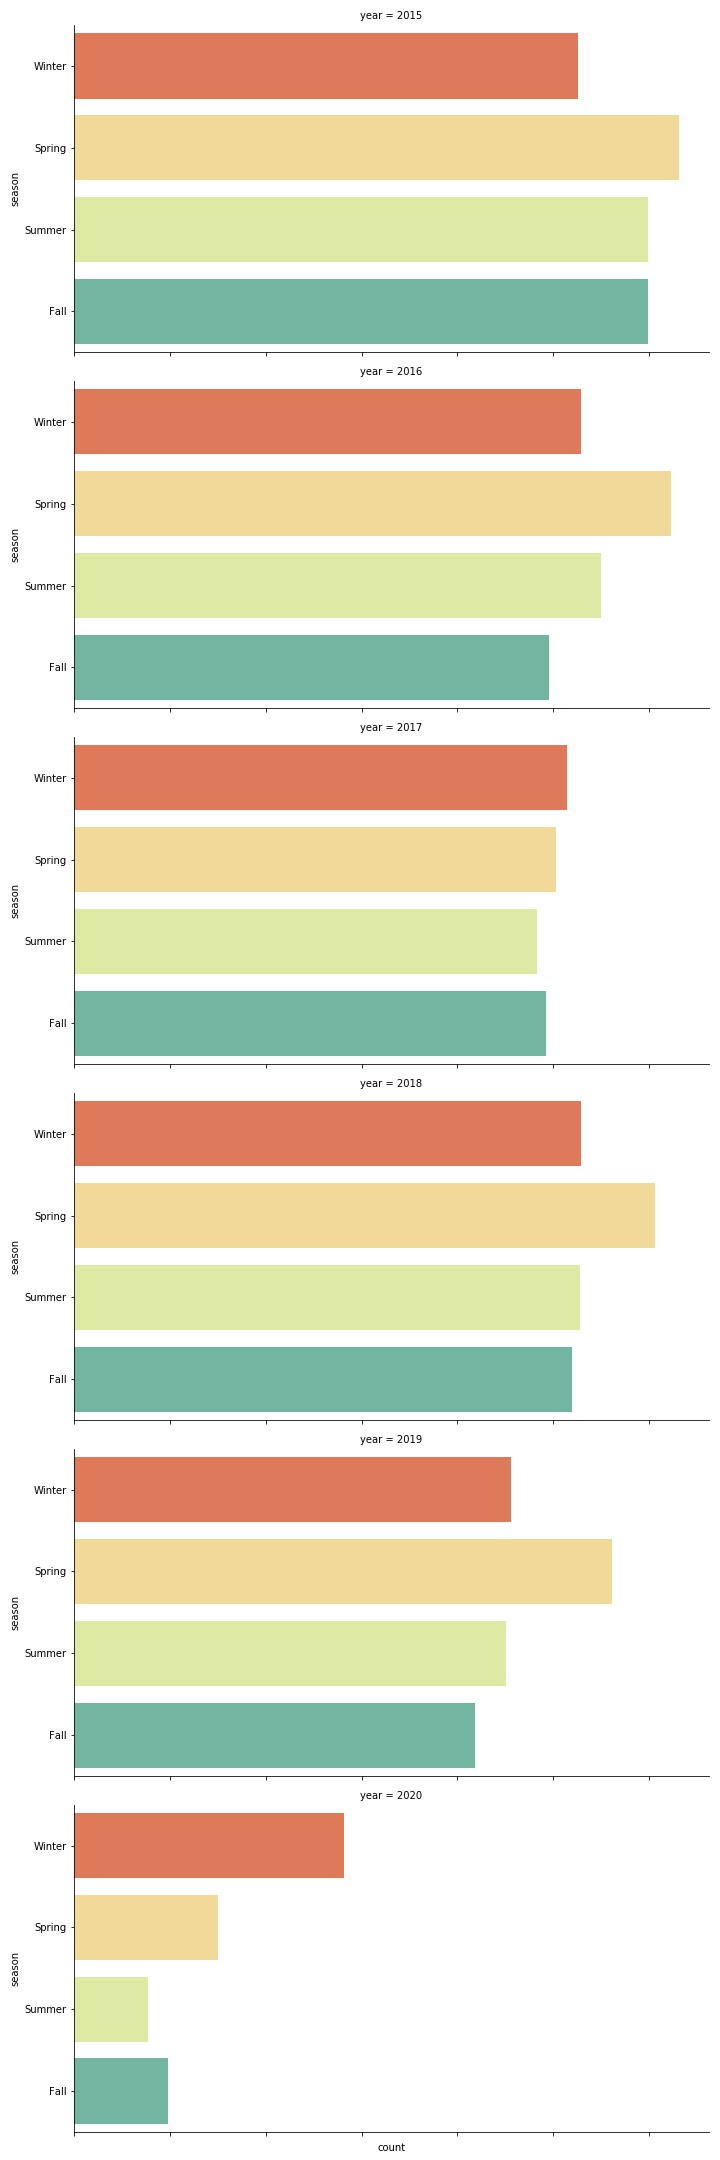 year = 2015
Winter
Spring
Summer
Fall
season
year = 2016
Winter
Spring
Summer
Fall
season
year = 2017
Winter
Spring
Summer
Fall
season
year = 2018
Winter
Spring
Summer
Fall
season
year = 2019
Winter
Spring
Summer
Fall
season
year = 2020
Winter
Spring
Summer
Fall
season
count